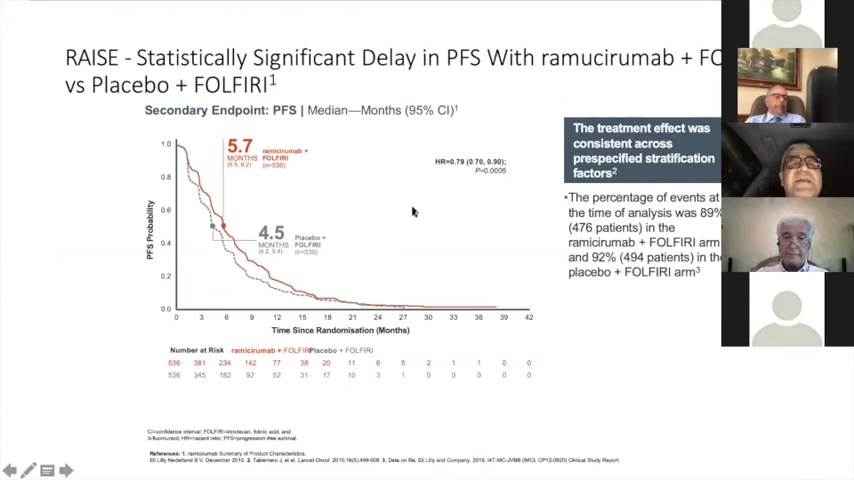 RAISE - Statistically Significant Delay in PFS With ramucirumab + FO
vs Placebo + FOLFIRI¹
Secondary Endpoint: PFS | Median—Months (95% CI)¹
PFS Probability
1.0
0.8
0.6
0.4
0.2
0.0
5.7
MONTHS
(5.5, 6.2)
ramicirumab +
FOLFIRI
(n=536)
4.5
MONTHS
(4.2, 5.4)
Placebo +
FOLFIRI
(n=536)
HR=0.79 (0.70, 0.90);
P=0.0005
0 3 6 9 12 15 18 21 24 27 30 33 36 39 42
Time Since Randomisation (Months)
Number at Risk ramicirumab + FOLFIRI Placebo + FOLFIRI
536 381 234 142 77 38 20 11 6 5 2 1 1 0 0
536 345 182 92 52 31 17 10 3 1 0 0 0 0 0
The treatment effect was
consistent across
prespecified stratification
factors²
•The percentage of events at
the time of analysis was 89%
(476 patients) in the
ramicirumab + FOLFIRI arm
and 92% (494 patients) in the
placebo + FOLFIRI arm³
CI=confidence interval; FOLFIRI=irinotecan, folinic acid, and
5-fluorouracil; HR=hazard ratio; PFS=progression-free survival.
References: 1. ramicirumab Summary of Product Characteristics.
Eli Lilly Nederland B.V. December 2015. 2. Tabernero J, et al. Lancet Oncol. 2015;16(5):499-508. 3. Data on file, Eli Lilly and Company, 2015. I4T-MC-JVBB (IMCL CP12-0920) Clinical Study Report.